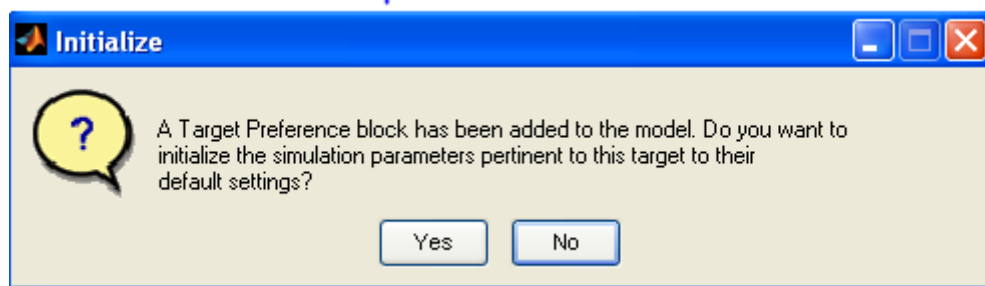 Initialize
?
A Target Preference block has been added to the model. Do you want to
initialize the simulation parameters pertinent to this target to their
default settings?
Yes No